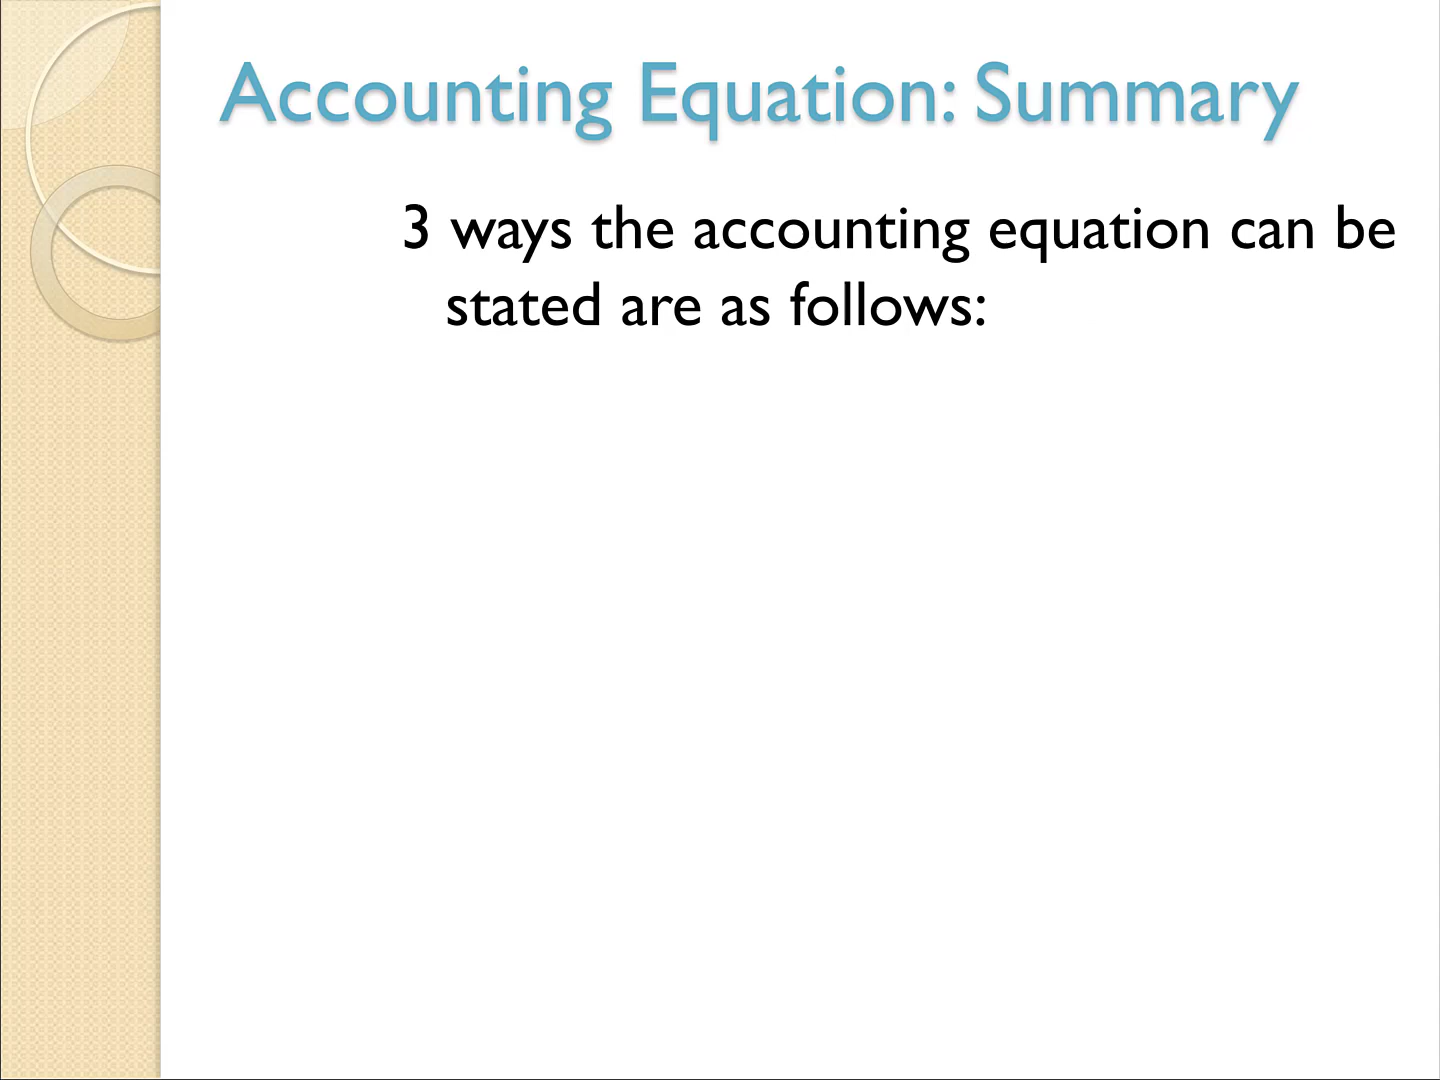 Accounting Equation: Summary
3 ways the accounting equation can be
stated are as follows: